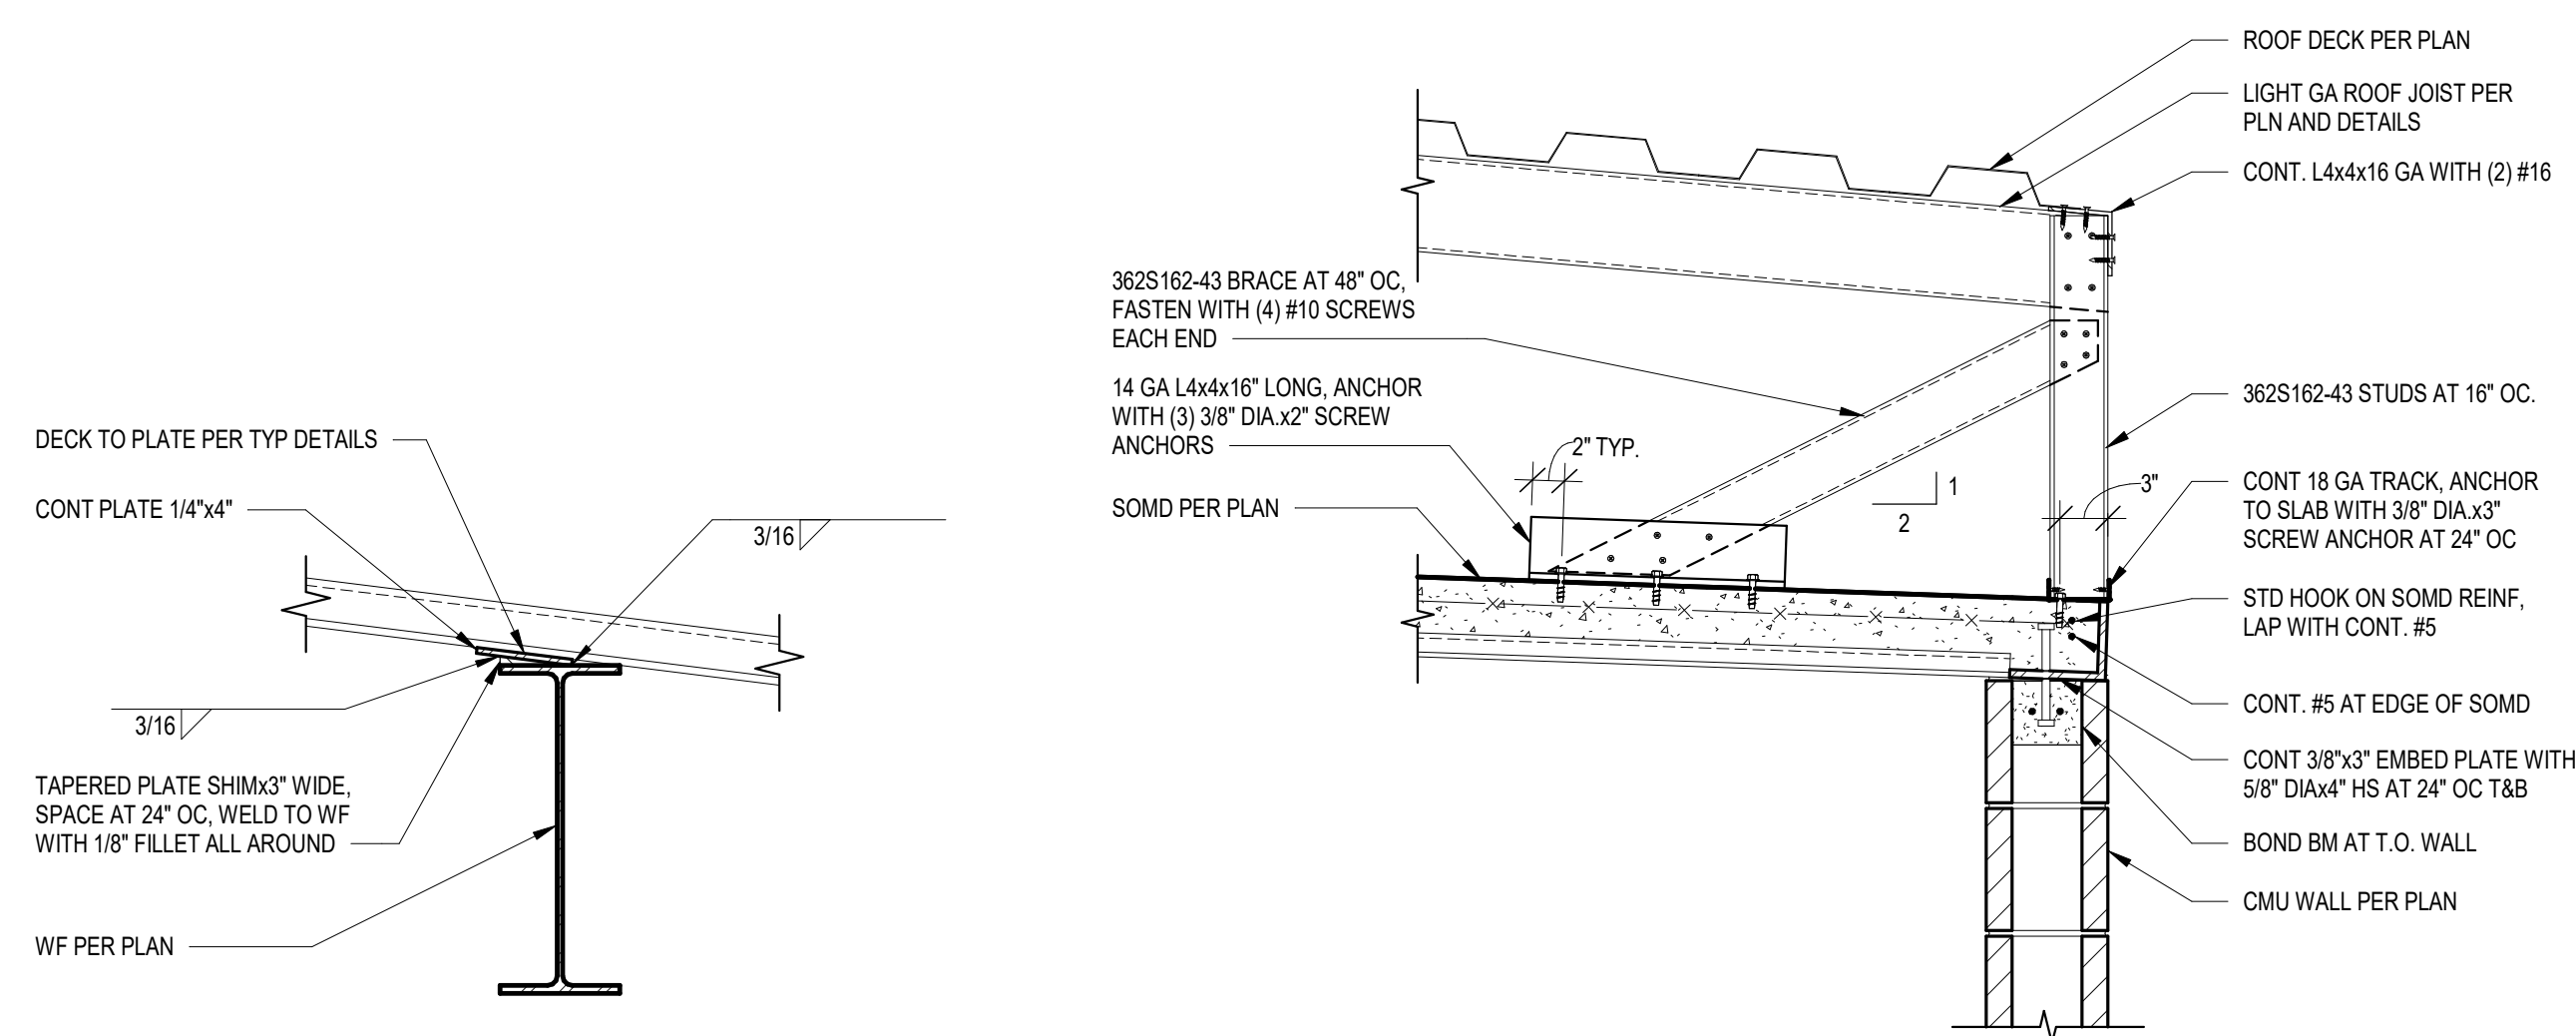 DECK TO PLATE PER TYP DETAILS
CONT PLATE 1/4"x4"
3/16
3/16
TAPERED PLATE SHIMx3" WIDE,
SPACE AT 24" OC, WELD TO WF
WITH 1/8" FILLET ALL AROUND
WF PER PLAN
362S162-43 BRACE AT 48" OC,
FASTEN WITH (4) #10 SCREWS
EACH END
14 GA L4x4x16" LONG, ANCHOR
WITH (3) 3/8" DIA.x2" SCREW
ANCHORS
SOMD PER PLAN
2" TYP.
1
2
3"
ROOF DECK PER PLAN
LIGHT GA ROOF JOIST PER
PLN AND DETAILS
CONT. L4x4x16 GA WITH (2) #16
362S162-43 STUDS AT 16" OC.
CONT 18 GA TRACK, ANCHOR
TO SLAB WITH 3/8" DIA.x3"
SCREW ANCHOR AT 24" OC
STD HOOK ON SOMD REINF,
LAP WITH CONT. #5
CONT. #5 AT EDGE OF SOMD
CONT 3/8"x3" EMBED PLATE WITH
5/8" DIAx4" HS AT 24" OC T&B
BOND BM AT T.O. WALL
CMU WALL PER PLAN